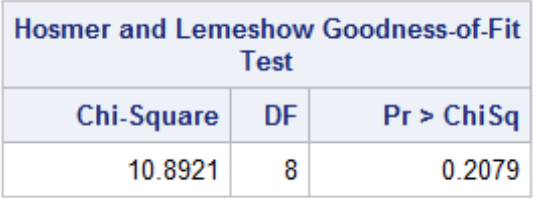 Hosmer and Lemeshow Goodness-of-Fit
Test
Chi-Square DF Pr > ChiSq
10.8921 8 0.2079